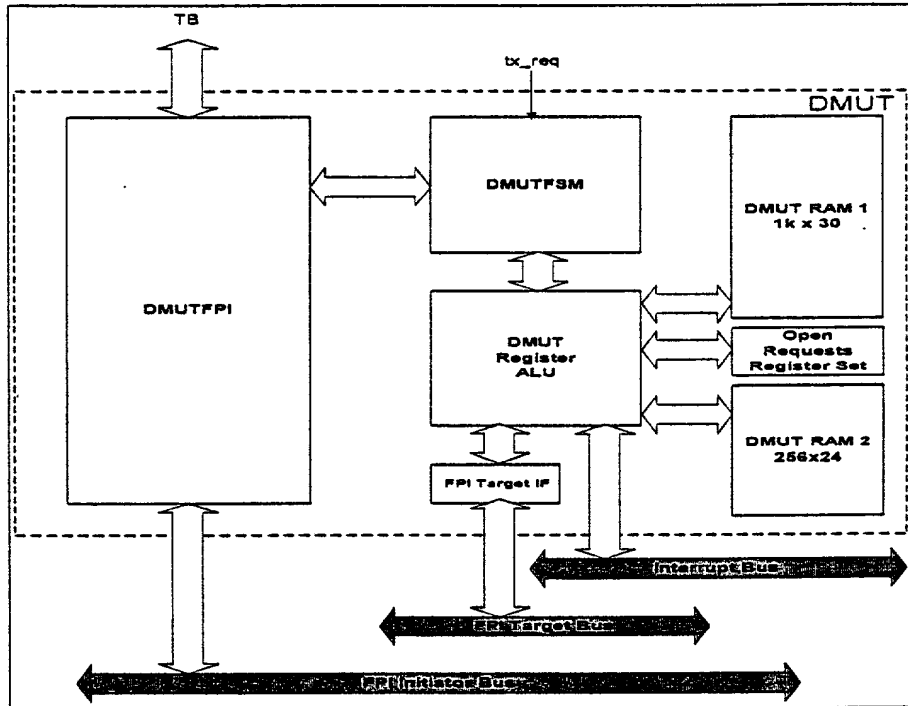 TB
tx_req
DMUT
DMUTFPI
DMUTFSM
DMUT RAM 1
1k x 30
DMUT
Register
ALU
Open
Requests
Register Set
DMUT RAM 2
256x24
FPI Target IF
Interrupt Bus
FPI Target Bus
FPI Initiator Bus